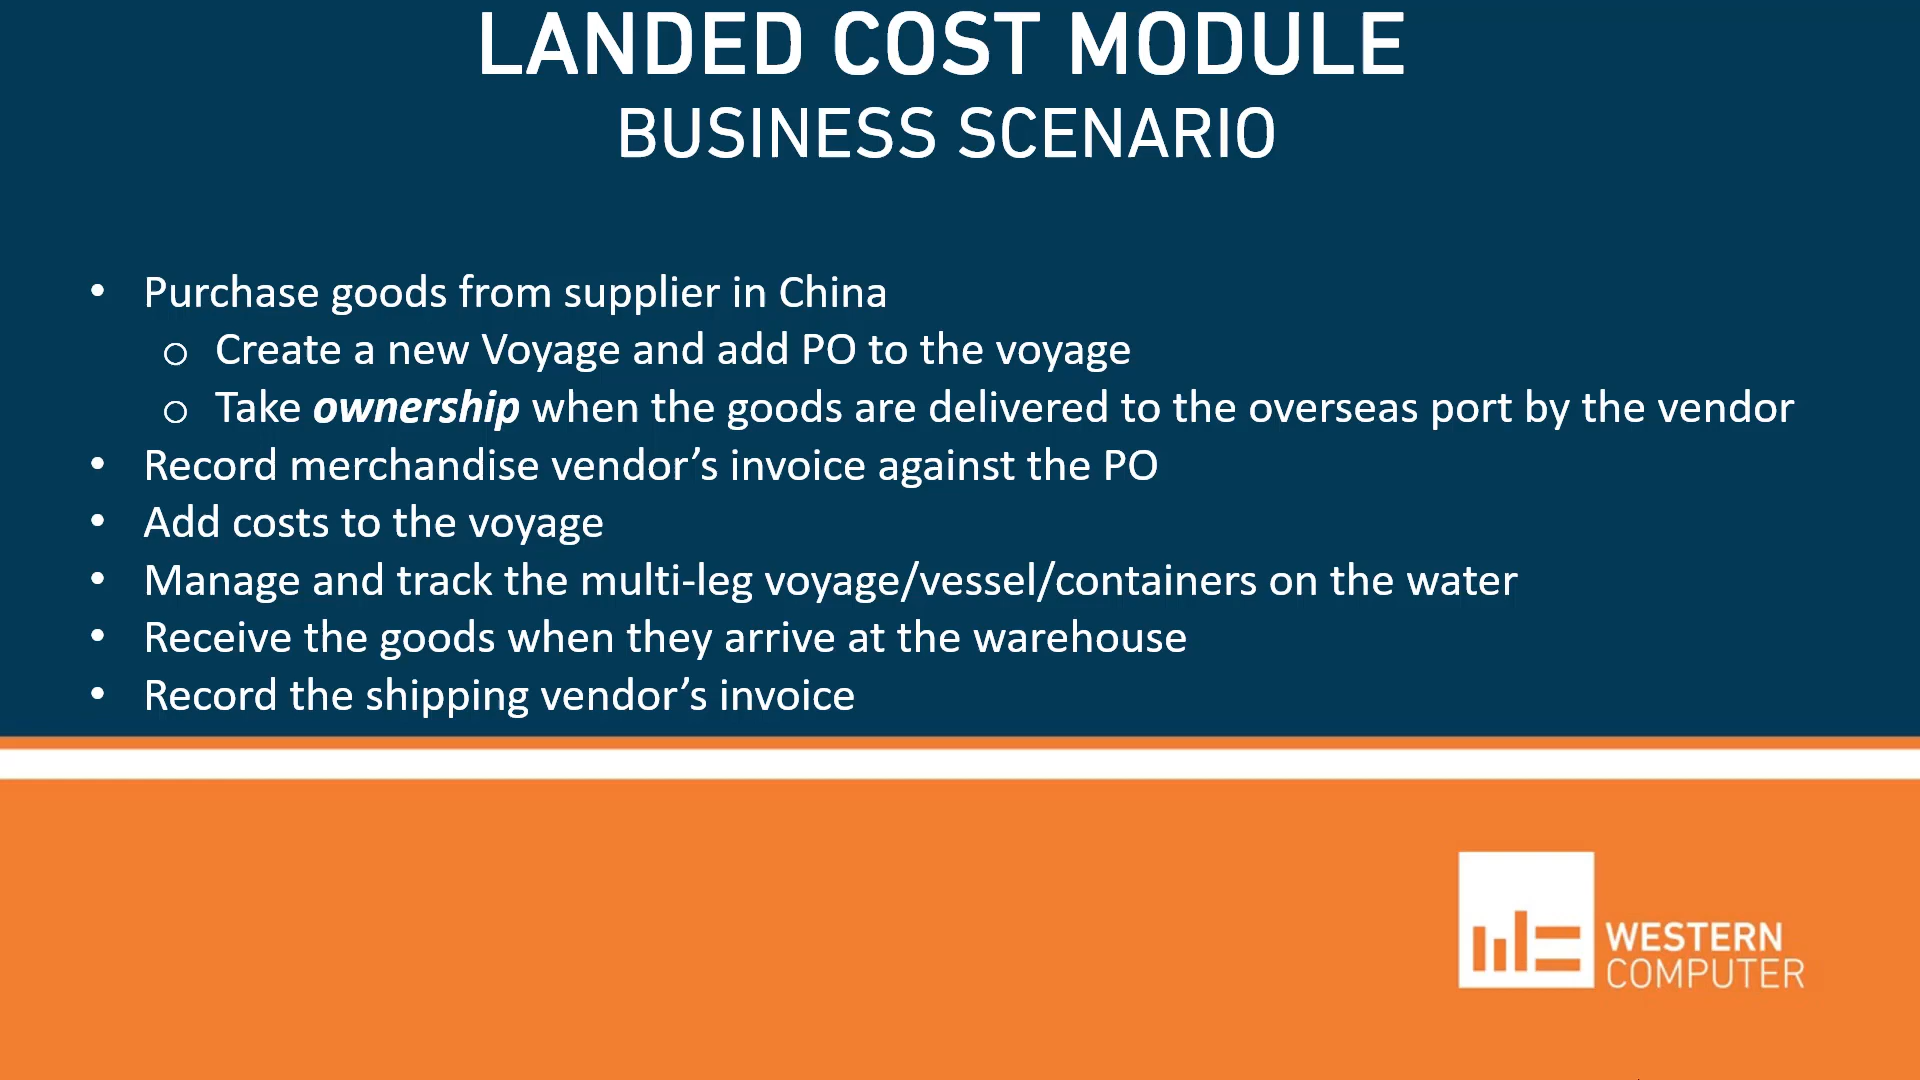 LANDED COST MODULE
BUSINESS SCENARIO
• Purchase goods from supplier in China
o Create a new Voyage and add PO to the voyage
o Take ownership when the goods are delivered to the overseas port by the vendor
• Record merchandise vendor’s invoice against the PO
• Add costs to the voyage
• Manage and track the multi-leg voyage/vessel/containers on the water
• Receive the goods when they arrive at the warehouse
• Record the shipping vendor’s invoice
WESTERN
COMPUTER